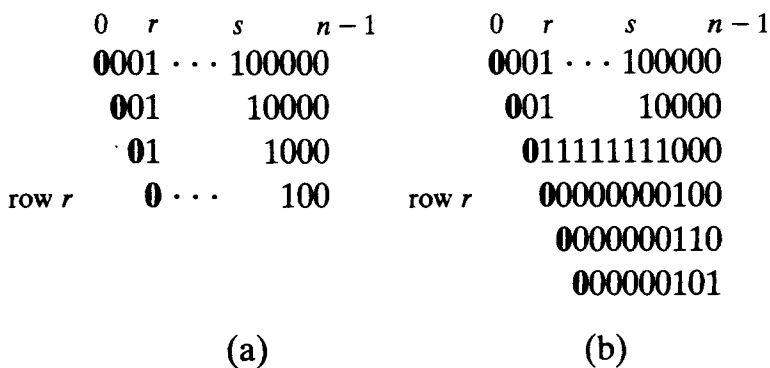 0 r s n − 1
0001 · · · 100000
001 10000
01 1000
row r 0 · · · 100
(a)
0 r s n − 1
0001 · · · 100000
001 10000
011111111000
row r 00000000100
0000000110
000000101
(b)